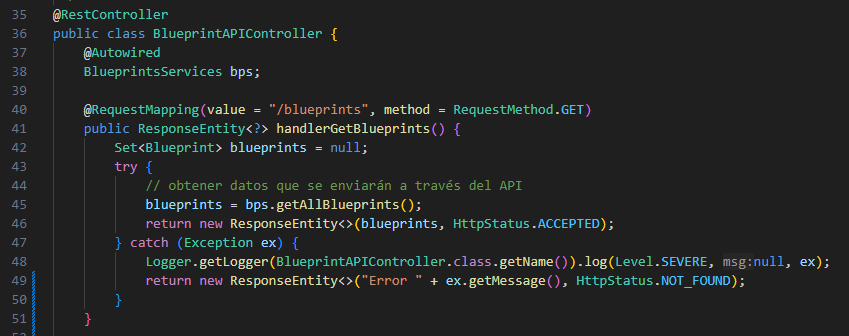 35 @RestController
36 public class BlueprintAPIController {
37     @Autowired
38     BlueprintsServices bps;
39
40     @RequestMapping(value = "/blueprints", method = RequestMethod.GET)
41     public ResponseEntity<?> handlerGetBlueprints() {
42         Set<Blueprint> blueprints = null;
43         try {
44             // obtener datos que se enviarán a través del API
45             blueprints = bps.getAllBlueprints();
46             return new ResponseEntity<>(blueprints, HttpStatus.ACCEPTED);
47         } catch (Exception ex) {
48             Logger.getLogger(BlueprintAPIController.class.getName()).log(Level.SEVERE, msg:null, ex);
49             return new ResponseEntity<>("Error " + ex.getMessage(), HttpStatus.NOT_FOUND);
50         }
51     }